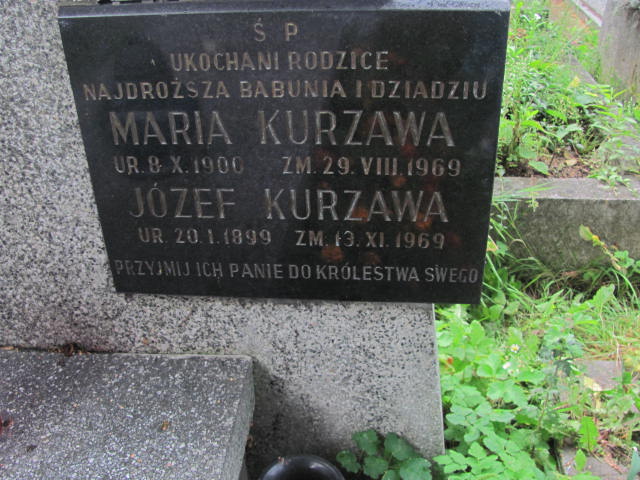 Ś P
UKOCHANI RODZICE
NAJDROŻSZA BABUNIA I DZIADZIU
MARIA KURZAWA
UR. 8.X.1900 ZM. 29.VIII.1969
JÓZEF KURZAWA
UR. 20.1.1899 ZM. 13.XI.1969
PRZYJMIJ ICH PANIE DO KRÓLESTWA SWEGO